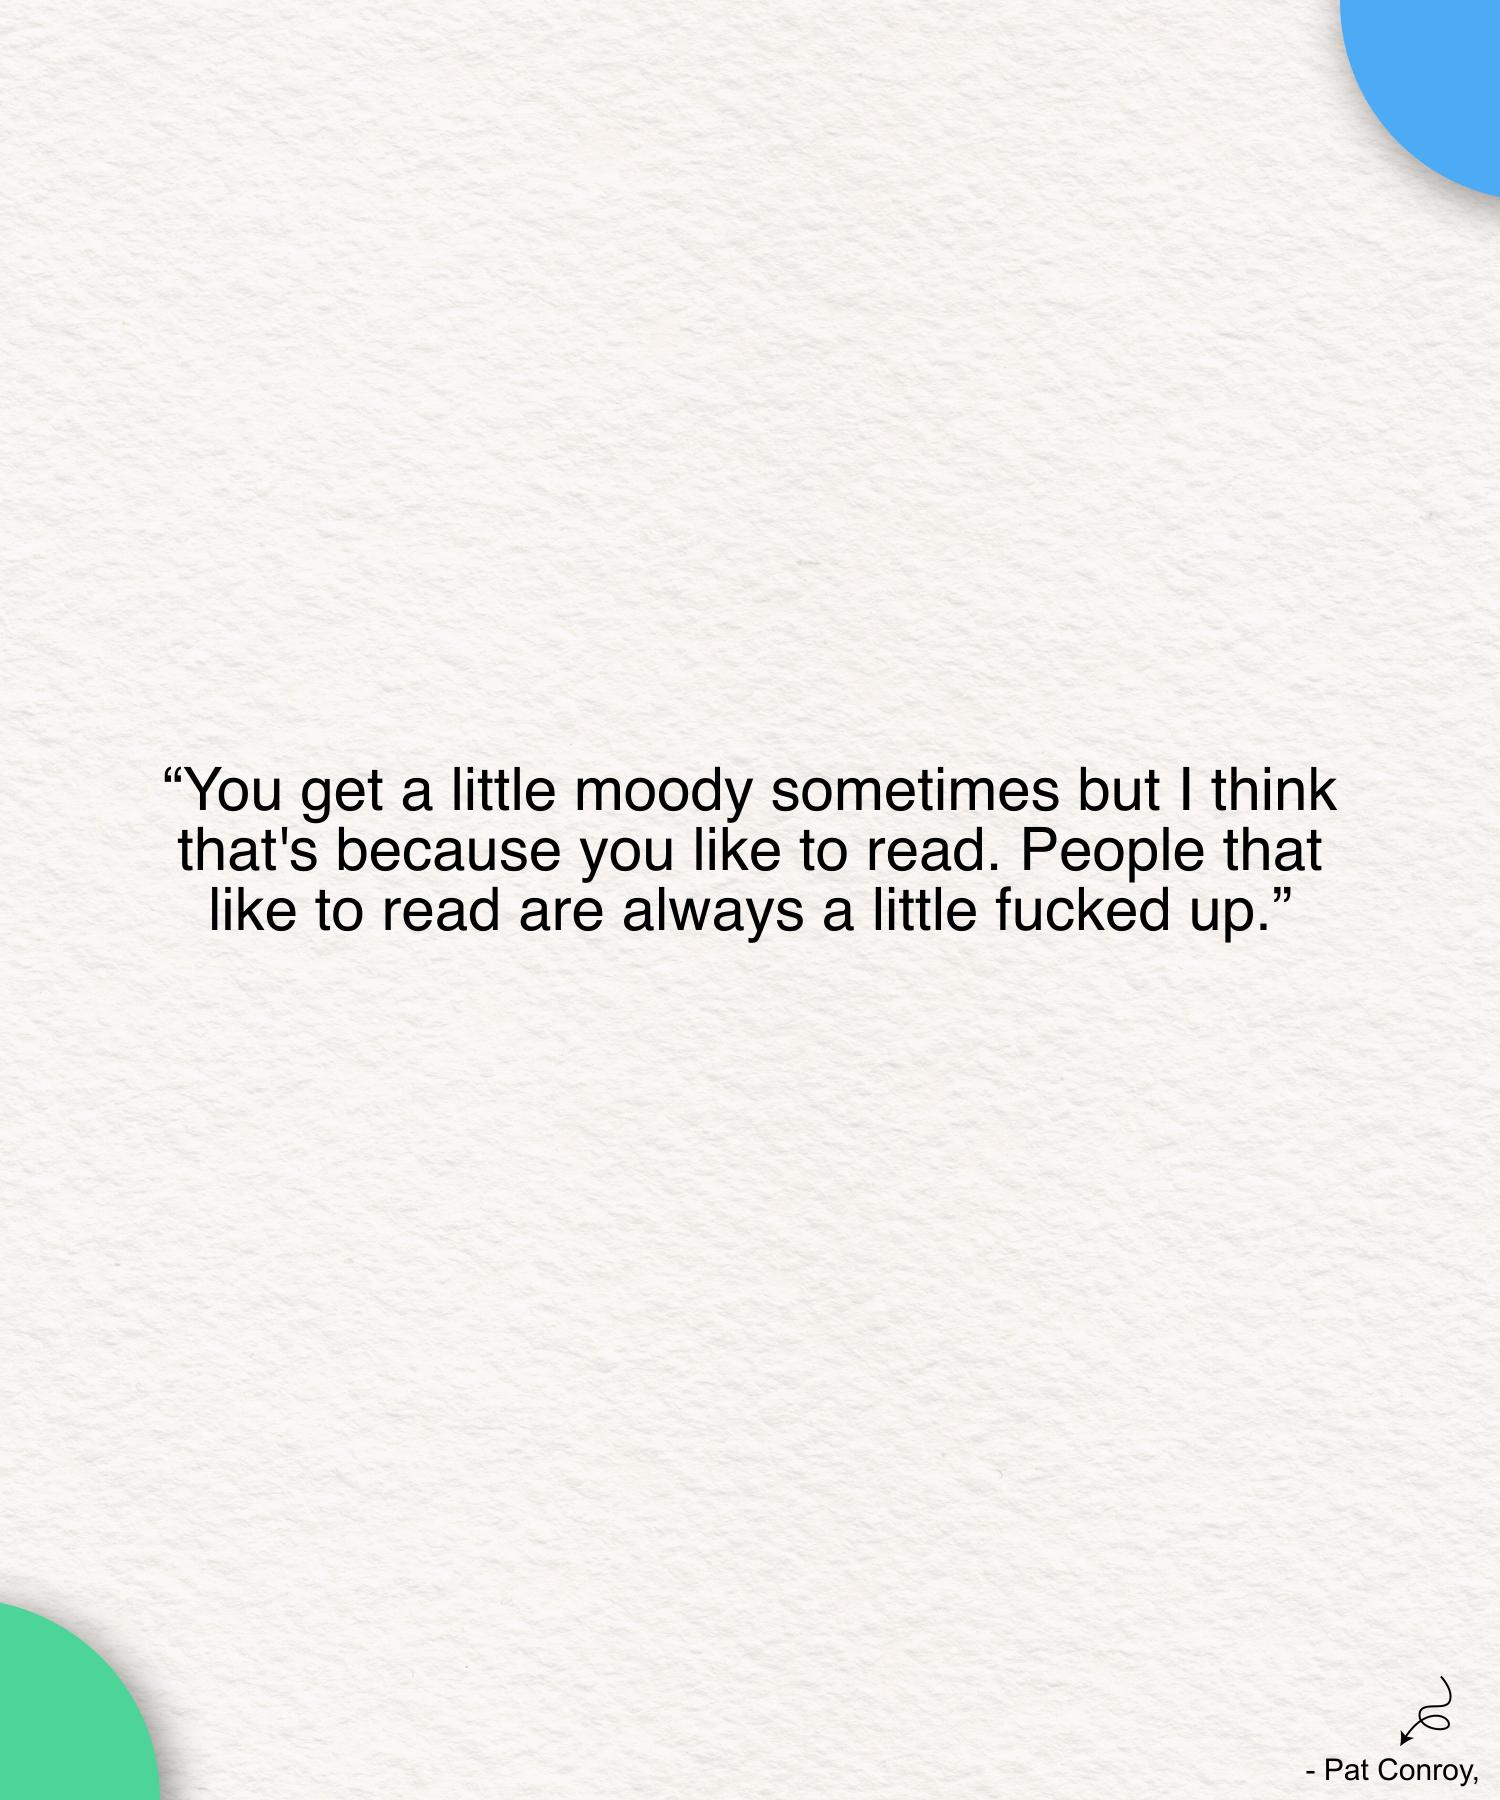 “You get a little moody sometimes but I think
that's because you like to read. People that
like to read are always a little fucked up.”
- Pat Conroy,